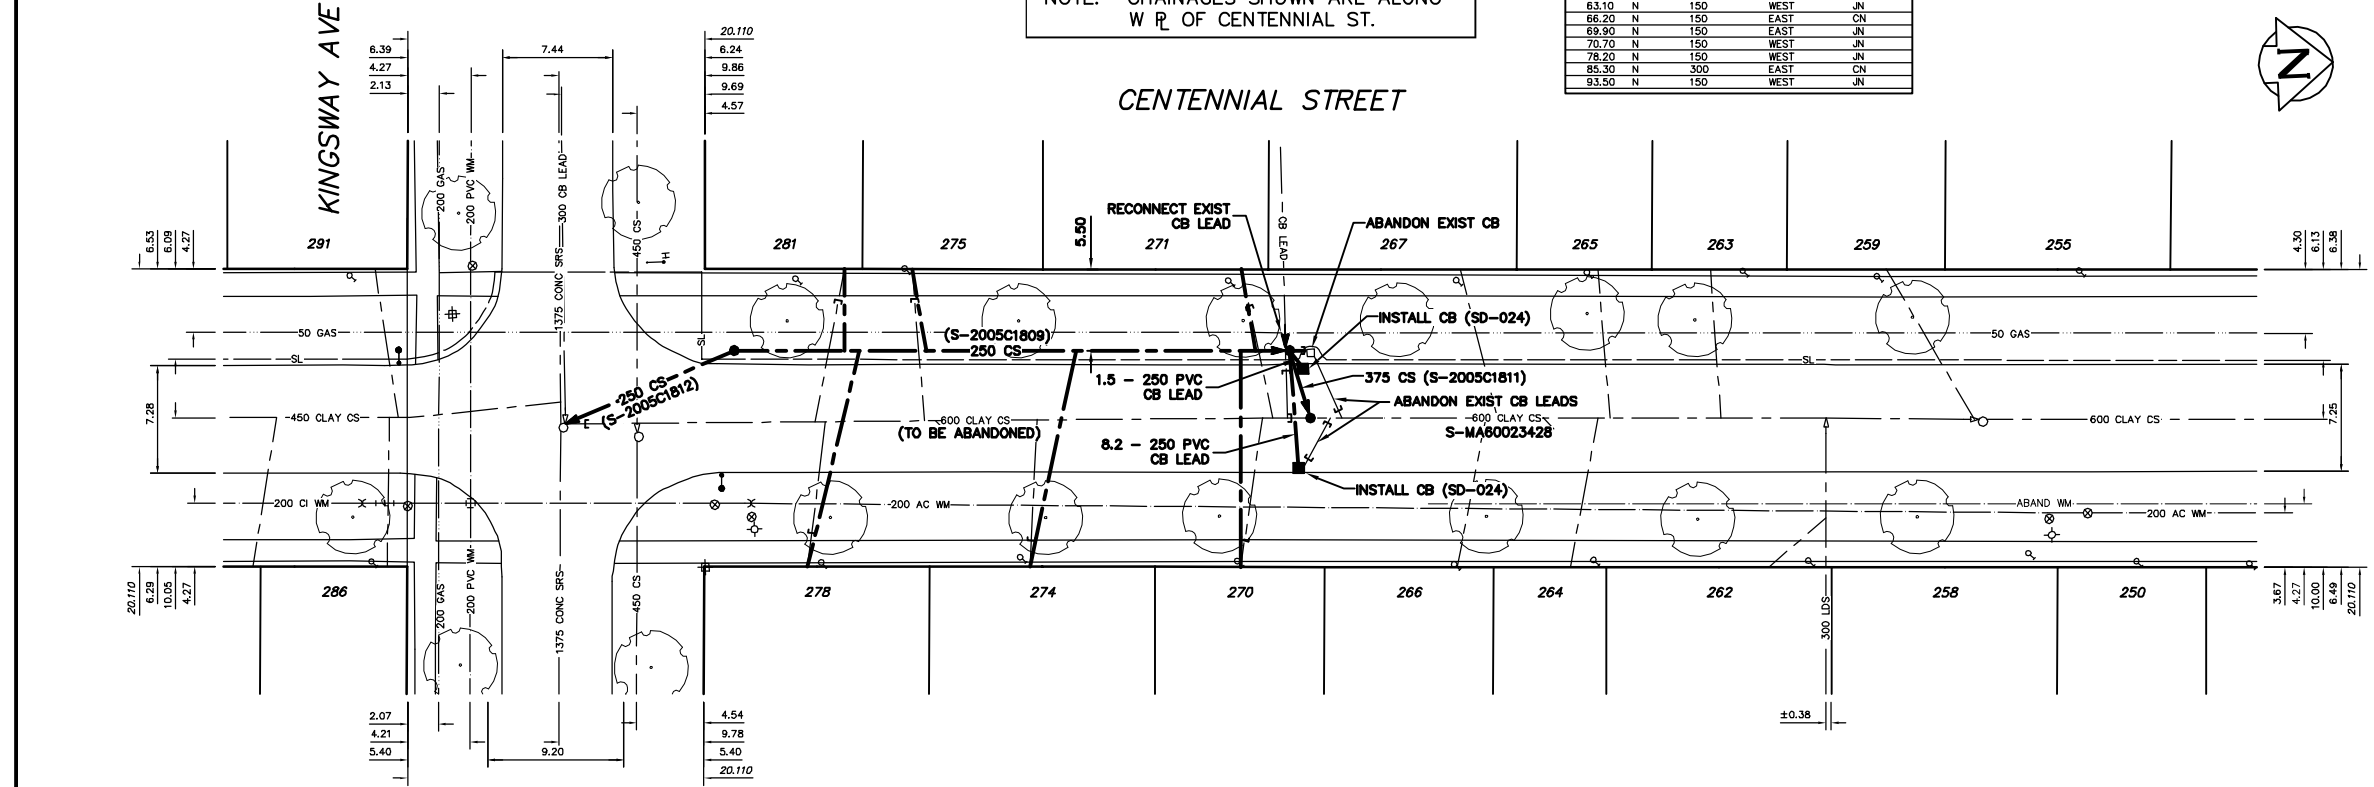 NOTE: CHAINAGES SHOWN ARE ALONG
W PL OF CENTENNIAL ST.
63.10 N 150 WEST JN
66.20 N 150 EAST CN
69.90 N 150 EAST JN
70.70 N 150 WEST JN
78.20 N 150 WEST JN
85.30 N 300 EAST CN
93.50 N 150 WEST JN
N
KINGSWAY AVE
CENTENNIAL STREET
6.39
4.27
2.13
7.44
20.110
6.24
9.86
9.69
4.57
200 GAS
200 PVC WM
1375 CONC SRS
300 CB LEAD
450 CS
H
6.53
6.09
4.27
291
281
275
5.50
271
RECONNECT EXIST
CB LEAD
CB LEAD
ABANDON EXIST CB
267
265
263
259
255
4.30
6.13
6.38
50 GAS
SL
SL
(S-2005C1809)
250 CS
INSTALL CB (SD-024)
50 GAS
SL
250 CS
(S-2005C1812)
1.5 - 250 PVC
CB LEAD
375 CS (S-2005C1811)
ABANDON EXIST CB LEADS
7.28
450 CLAY CS
600 CLAY CS
(TO BE ABANDONED)
600 CLAY CS
S-MA60023428
600 CLAY CS
7.25
8.2 - 250 PVC
CB LEAD
INSTALL CB (SD-024)
200 CI WM
200 AC WM
ABAND WM
200 AC WM
20.110
6.29
10.05
4.27
286
200 GAS
200 PVC WM
1375 CONC SRS
450 CS
278
274
270
266
264
262
300 LDS
258
250
3.67
4.27
10.00
6.49
20.110
2.07
4.21
5.40
9.20
4.54
9.78
5.40
20.110
±0.38